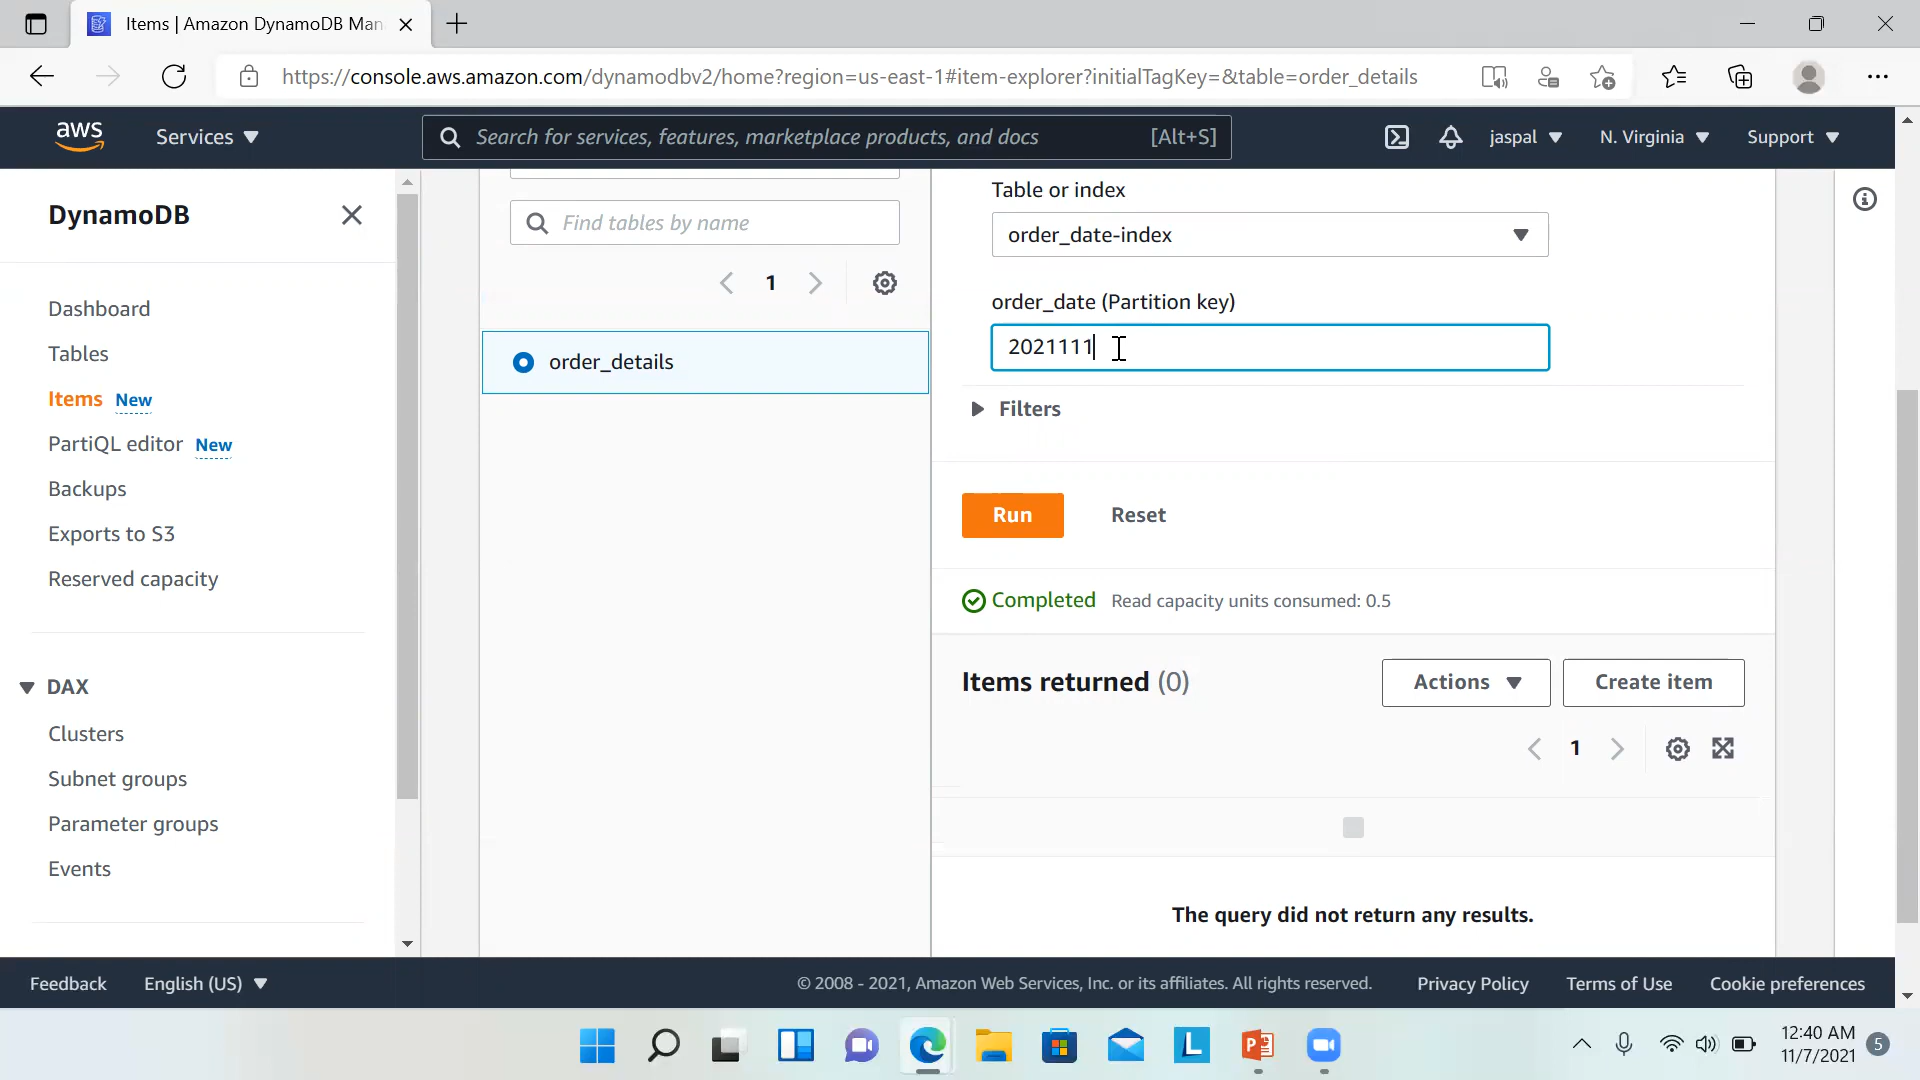 Items | Amazon DynamoDB Man
https://console.aws.amazon.com/dynamodbv2/home?region=us-east-1#item-explorer?initialTagKey=&table=order_details
aws
Services
Search for services, features, marketplace products, and docs [Alt+S]
jaspal
N. Virginia
Support
DynamoDB
Dashboard
Tables
Items New
PartiQL editor New
Backups
Exports to S3
Reserved capacity
DAX
Clusters
Subnet groups
Parameter groups
Events
Find tables by name
1
order_details
Table or index
order_date-index
order_date (Partition key)
2021111
Filters
Run Reset
Completed Read capacity units consumed: 0.5
Items returned (0)
Actions
Create item
1
The query did not return any results.
Feedback English (US)
© 2008 - 2021, Amazon Web Services, Inc. or its affiliates. All rights reserved.
Privacy Policy Terms of Use Cookie preferences
L
P
12:40 AM
11/7/2021
5